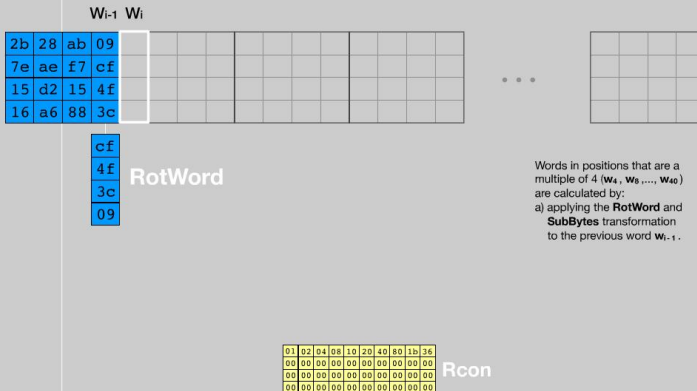 Wi-1 Wi
2b 28 ab 09
7e ae f7 cf
15 d2 15 4f
16 a6 88 3c
cf
4f
3c
09
RotWord
Words in positions that are a
multiple of 4 (w4, w8,..., w40)
are calculated by:
a) applying the RotWord and
SubBytes transformation
to the previous word wi-1.
01 02 04 08 10 20 40 80 1b 36
00 00 00 00 00 00 00 00 00 00
00 00 00 00 00 00 00 00 00 00
00 00 00 00 00 00 00 00 00 00
Rcon